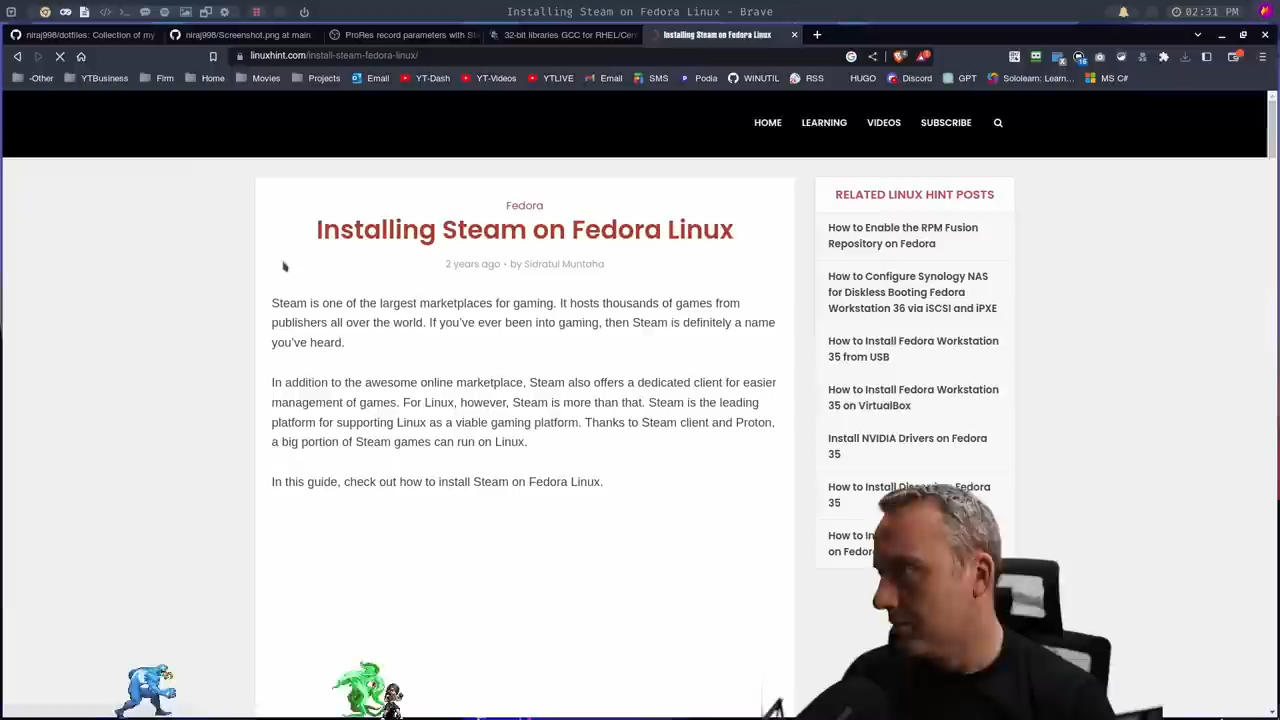 Installing Steam on Fedora Linux - Brave
02:31 PM
niraj998/dotfiles: Collection of my
niraj998/Screenshot.png at main
ProRes record parameters with St
32-bit libraries GCC for RHEL/Cen
Installing Steam on Fedora Linux
linuxhint.com/install-steam-fedora-linux/
-Other
YTBusiness
Firm
Home
Movies
Projects
Email
YT-Dash
YT-Videos
YTLIVE
Email
SMS
Podia
WINUTIL
RSS
HUGO
Discord
GPT
Sololearn: Learn...
MS C#
HOME
LEARNING
VIDEOS
SUBSCRIBE
Fedora
Installing Steam on Fedora Linux
2 years ago • by Sidratul Muntaha
Steam is one of the largest marketplaces for gaming. It hosts thousands of games from
publishers all over the world. If you've ever been into gaming, then Steam is definitely a name
you've heard.
In addition to the awesome online marketplace, Steam also offers a dedicated client for easier
management of games. For Linux, however, Steam is more than that. Steam is the leading
platform for supporting Linux as a viable gaming platform. Thanks to Steam client and Proton,
a big portion of Steam games can run on Linux.
In this guide, check out how to install Steam on Fedora Linux.
RELATED LINUX HINT POSTS
How to Enable the RPM Fusion
Repository on Fedora
How to Configure Synology NAS
for Diskless Booting Fedora
Workstation 36 via iSCSI and iPXE
How to Install Fedora Workstation
35 from USB
How to Install Fedora Workstation
35 on VirtualBox
Install NVIDIA Drivers on Fedora
35
How to Install Fedora
35
How to
on